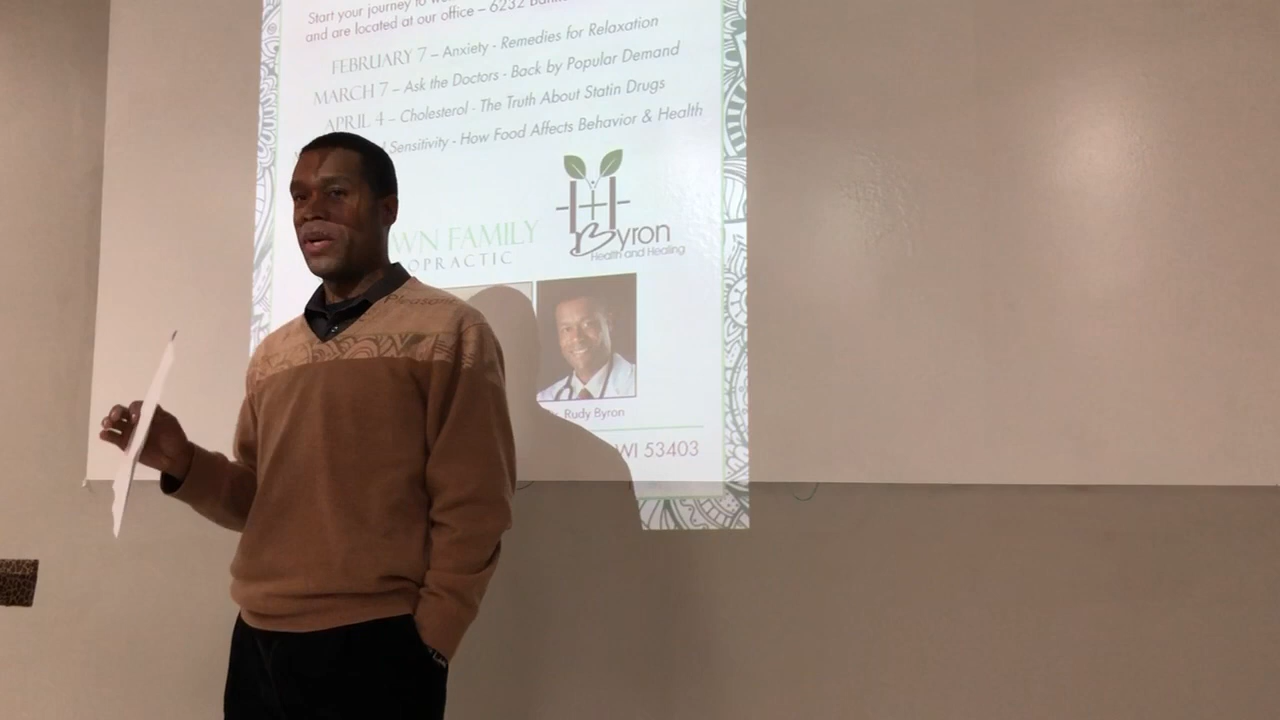 Start your journey to
and are located at our office – 6232
FEBRUARY 7 – Anxiety - Remedies for Relaxation
MARCH 7 – Ask the Doctors - Back by Popular Demand
APRIL 4 – Cholesterol - The Truth About Statin Drugs
Sensitivity - How Food Affects Behavior & Health
WN FAMILY
OPRACTIC
H
Byron
Health and Healing
Pleasant
Rudy Byron
WI 53403